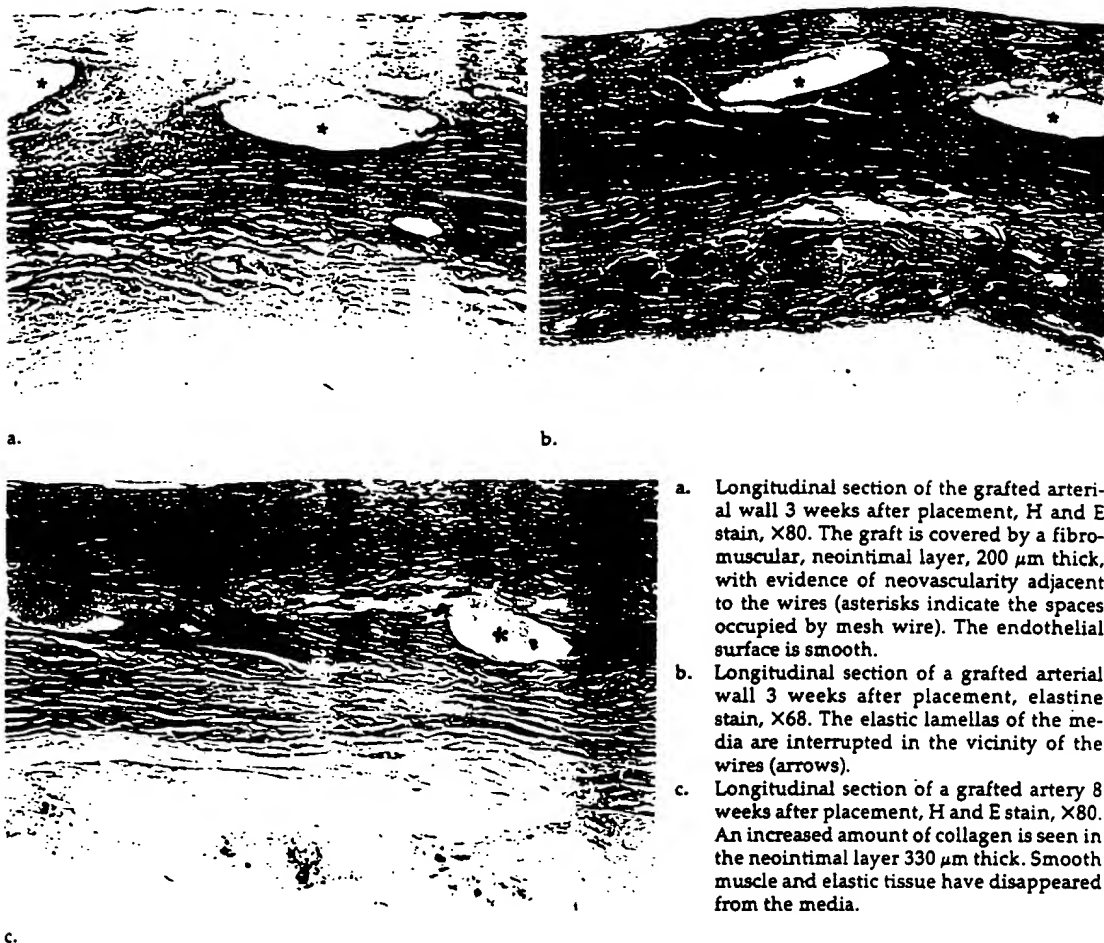 a.
b.
a. Longitudinal section of the grafted arteri-
al wall 3 weeks after placement, H and E
stain, X80. The graft is covered by a fibro-
muscular, neointimal layer, 200 μm thick,
with evidence of neovascularity adjacent
to the wires (asterisks indicate the spaces
occupied by mesh wire). The endothelial
surface is smooth.
b. Longitudinal section of a grafted arterial
wall 3 weeks after placement, elastine
stain, X68. The elastic lamellas of the me-
dia are interrupted in the vicinity of the
wires (arrows).
c. Longitudinal section of a grafted artery 8
weeks after placement, H and E stain, X80.
An increased amount of collagen is seen in
the neointimal layer 330 μm thick. Smooth
muscle and elastic tissue have disappeared
from the media.
c.